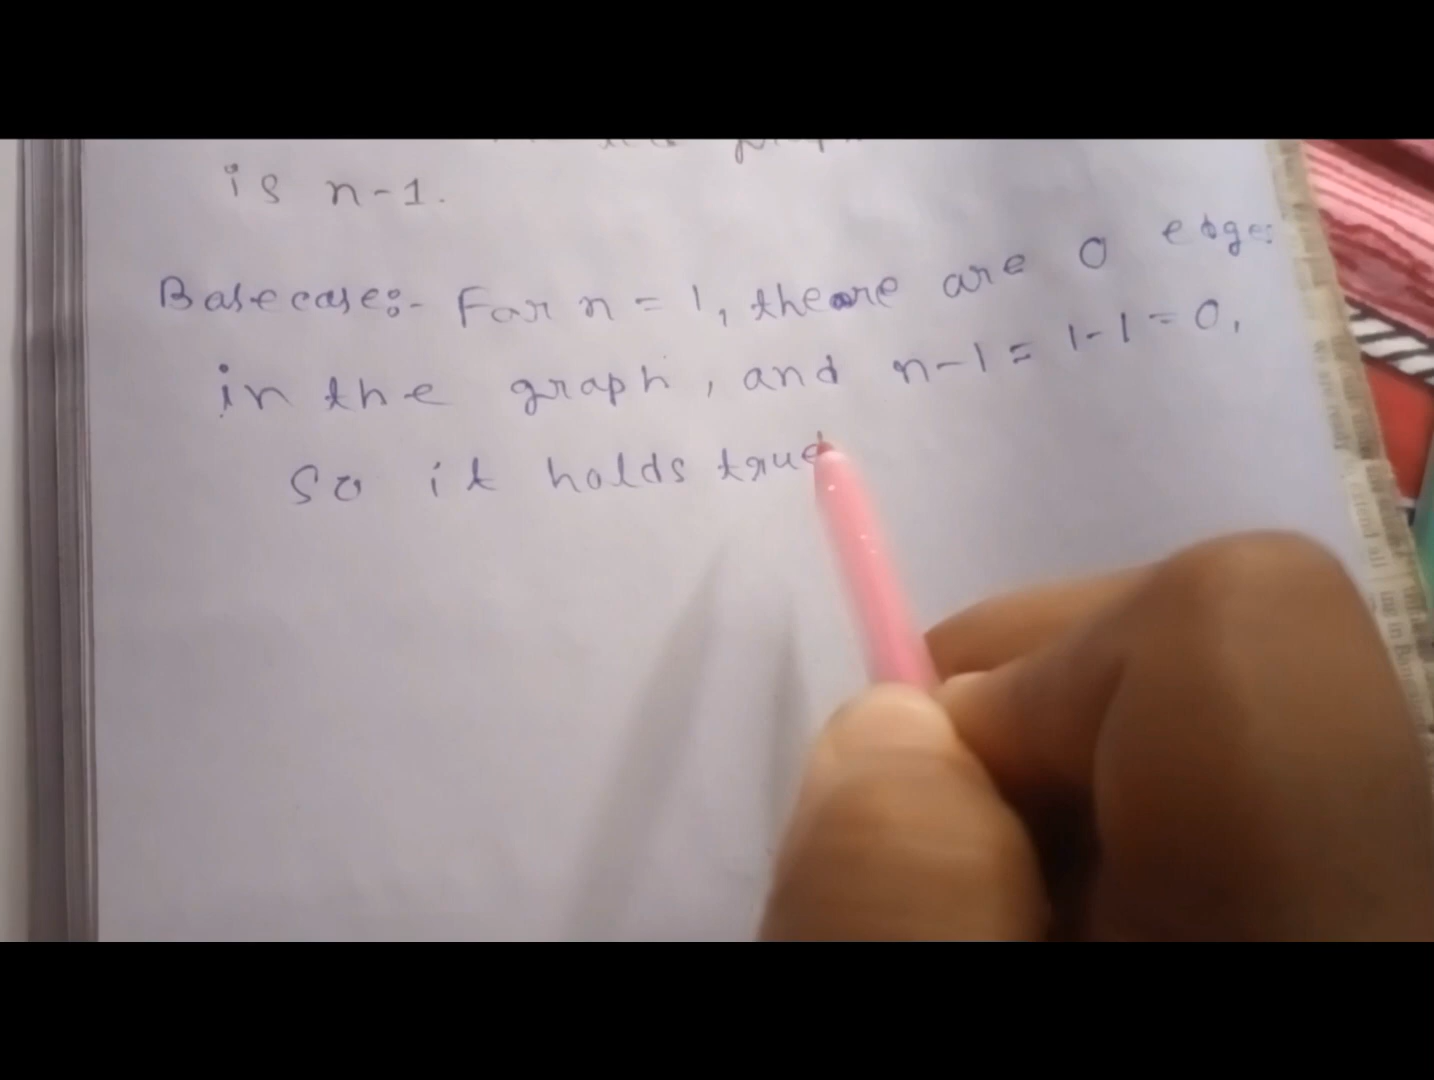 is n-1.
Basecase:- For n = 1, there are 0 edge
in the graph, and n-1 = 1-1 = 0,
So it holds true